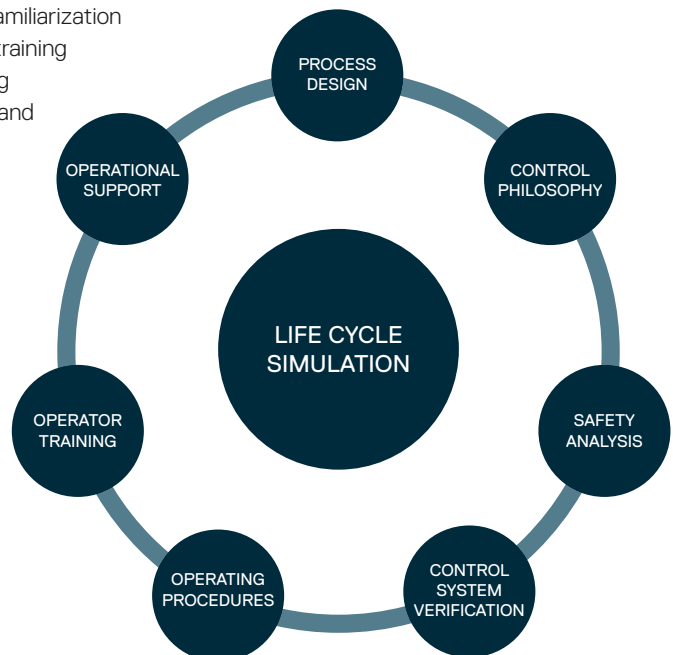 amiliarization
training
g
and
PROCESS
DESIGN
OPERATIONAL
SUPPORT
CONTROL
PHILOSOPHY
LIFE CYCLE
SIMULATION
OPERATOR
TRAINING
SAFETY
ANALYSIS
OPERATING
PROCEDURES
CONTROL
SYSTEM
VERIFICATION